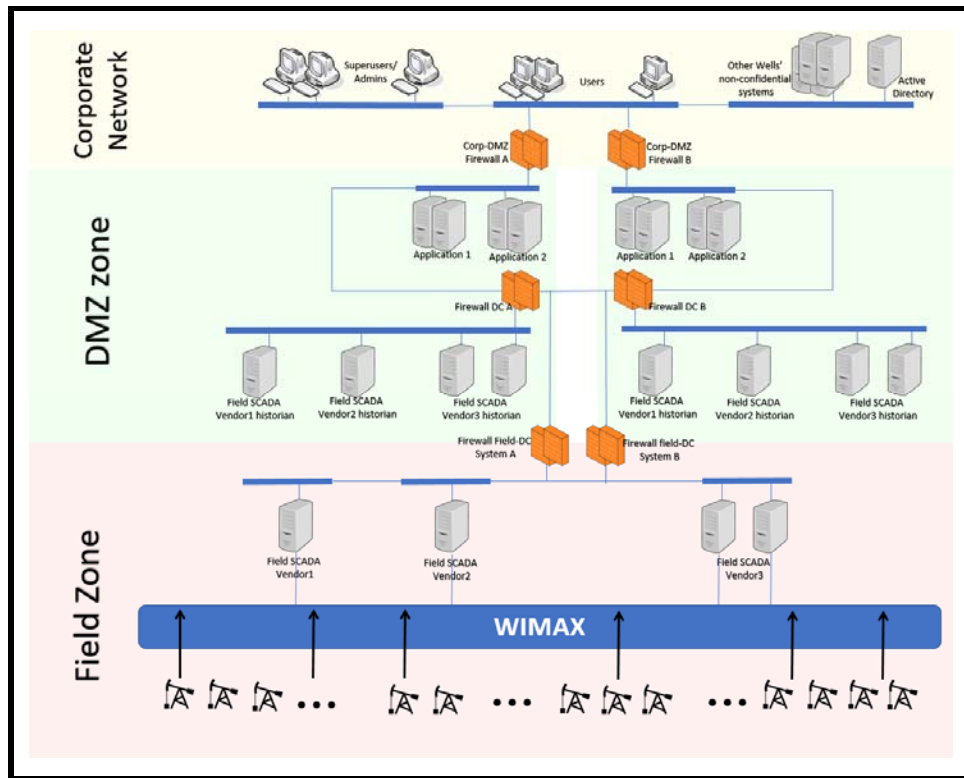 Corporate
Network
Superusers/
Admins
Users
Other Wells'
non-confidential
systems
Active
Directory
Corp-DMZ
Firewall A
Corp-DMZ
Firewall B
DMZ zone
Application 1
Application 2
Application 1
Application 2
Firewall DC A
Firewall DC B
Field SCADA
Vendor1 historian
Field SCADA
Vendor2 historian
Field SCADA
Vendor3 historian
Field SCADA
Vendor1 historian
Field SCADA
Vendor2 historian
Field SCADA
Vendor3 historian
Firewall Field-DC
System A
Firewall field-DC
System B
Field Zone
Field SCADA
Vendor1
Field SCADA
Vendor2
Field SCADA
Vendor3
WIMAX